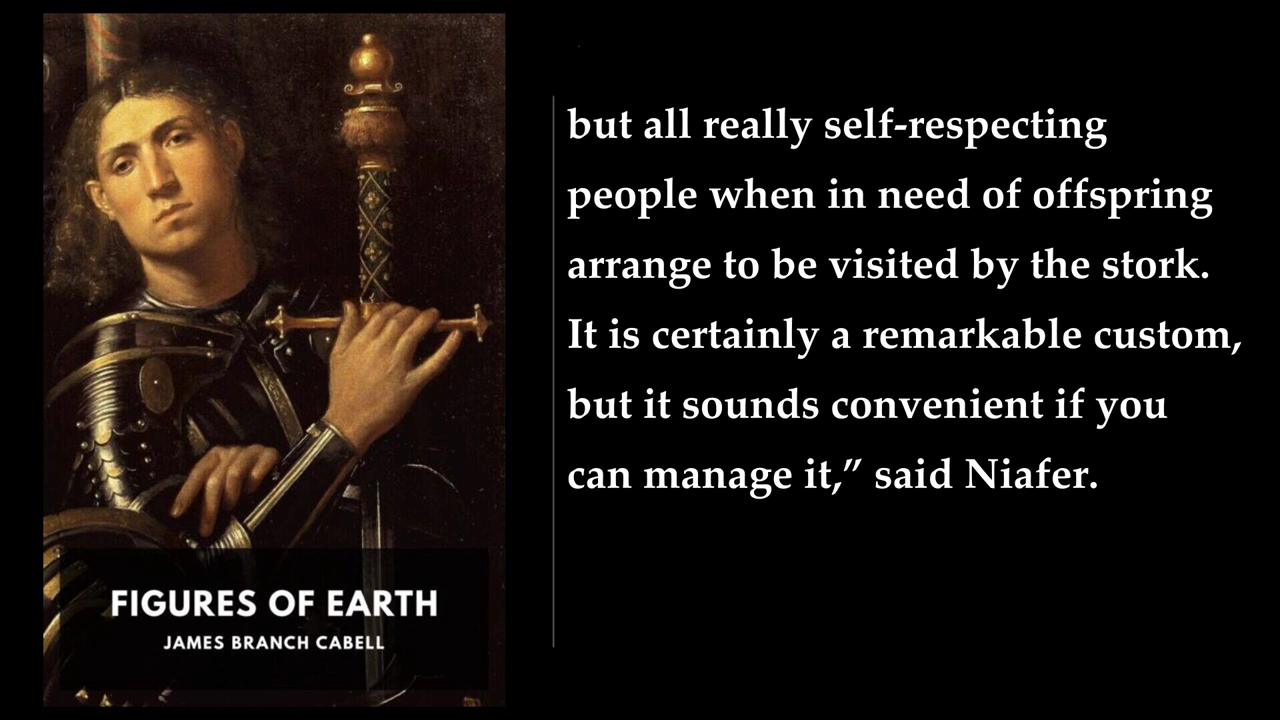 FIGURES OF EARTH
JAMES BRANCH CABELL
but all really self-respecting
people when in need of offspring
arrange to be visited by the stork.
It is certainly a remarkable custom,
but it sounds convenient if you
can manage it,” said Niafer.